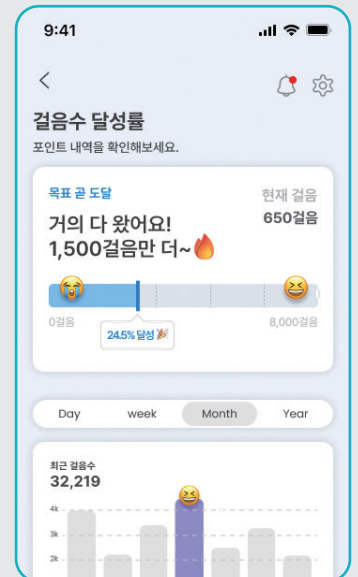 9:41
걸음수 달성률
포인트 내역을 확인해보세요.
목표 곧 도달
현재 걸음
거의 다 왔어요!
650걸음
1,500걸음만 더~
0걸음
24.5% 달성
8,000걸음
Day week Month Year
최근 걸음수
32,219
4k
3k
2k